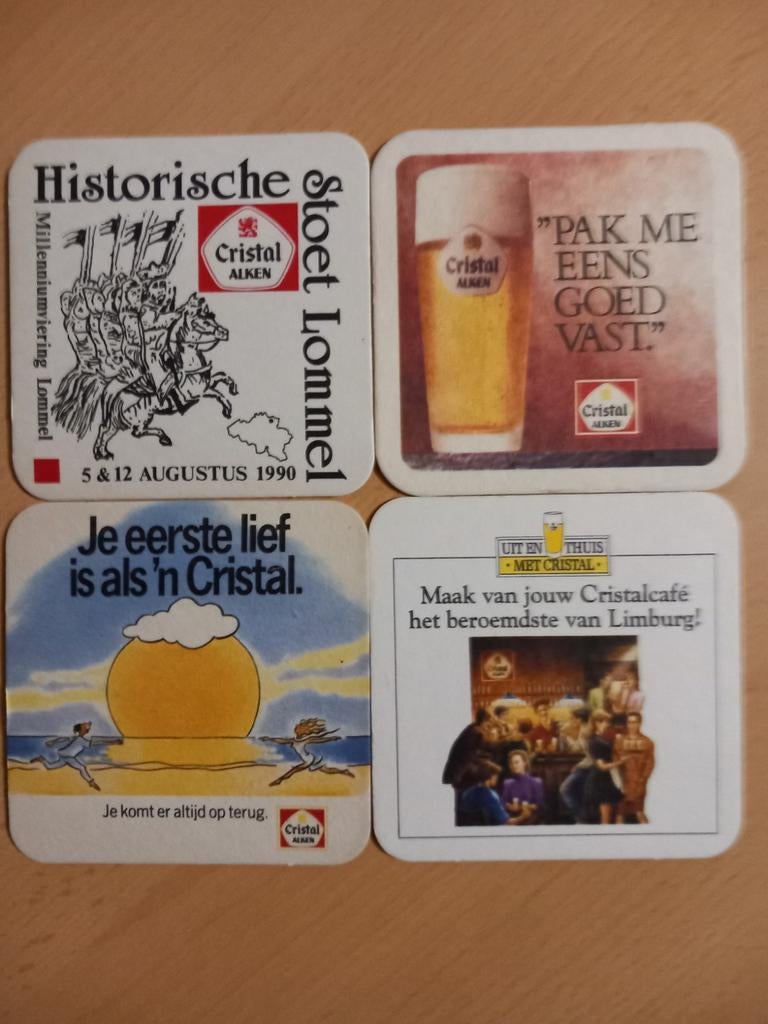 Historische
Stoet Lommel
Millenniumviering Lommel
Cristal
ALKEN
5 & 12 AUGUSTUS 1990
Cristal
ALKEN
"PAK ME
EENS
GOED
VAST."
Cristal
ALKEN
Je eerste lief
is als 'n Cristal.
Je komt er altijd op terug.
Cristal
ALKEN
UIT EN THUIS
• MET CRISTAL •
Maak van jouw Cristalcafé
het beroemdste van Limburg!
Cristal